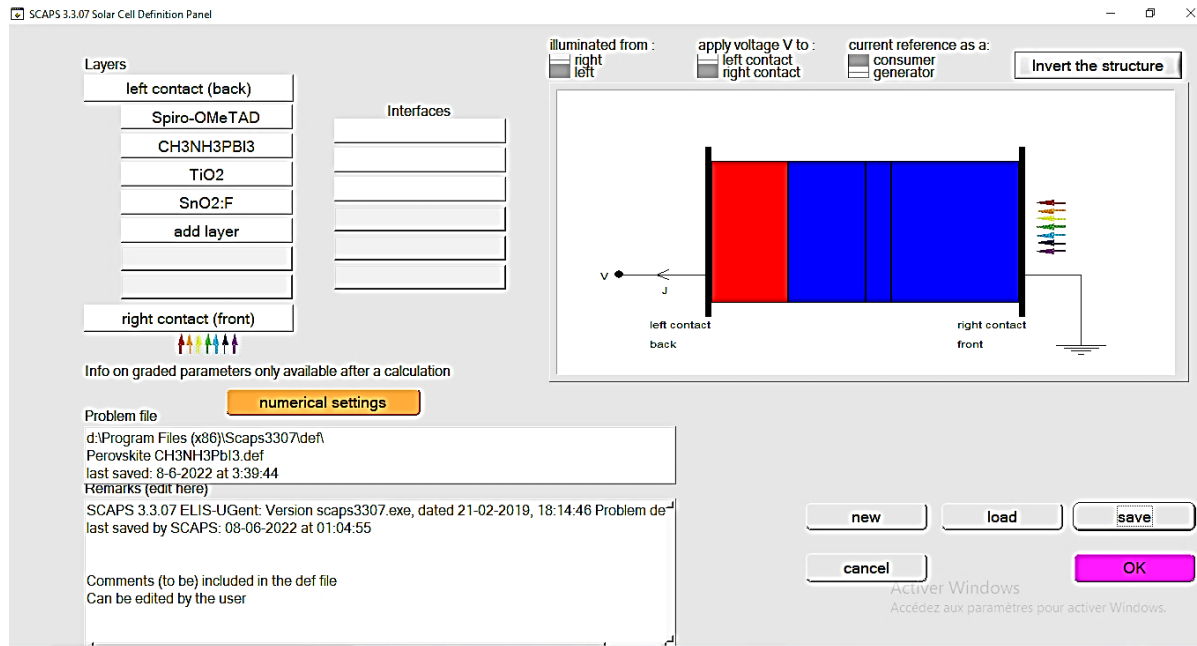 SCAPS 3.3.07 Solar Cell Definition Panel
Layers
left contact (back)
Spiro-OMeTAD
CH3NH3PBI3
TiO2
SnO2:F
add layer
right contact (front)
Interfaces
illuminated from :
right
left
apply voltage V to :
left contact
right contact
current reference as a:
consumer
generator
Invert the structure
V
J
left contact
back
right contact
front
Info on graded parameters only available after a calculation
numerical settings
Problem file
d:\Program Files (x86)\Scaps3307\def\
Perovskite CH3NH3PbI3.def
last saved: 8-6-2022 at 3:39:44
Remarks (edit here)
SCAPS 3.3.07 ELIS-UGent: Version scaps3307.exe, dated 21-02-2019, 18:14:46 Problem de
last saved by SCAPS: 08-06-2022 at 01:04:55
Comments (to be) included in the def file
Can be edited by the user
new
load
save
cancel
OK
Activer Windows
Accédez aux paramètres pour activer Windows.